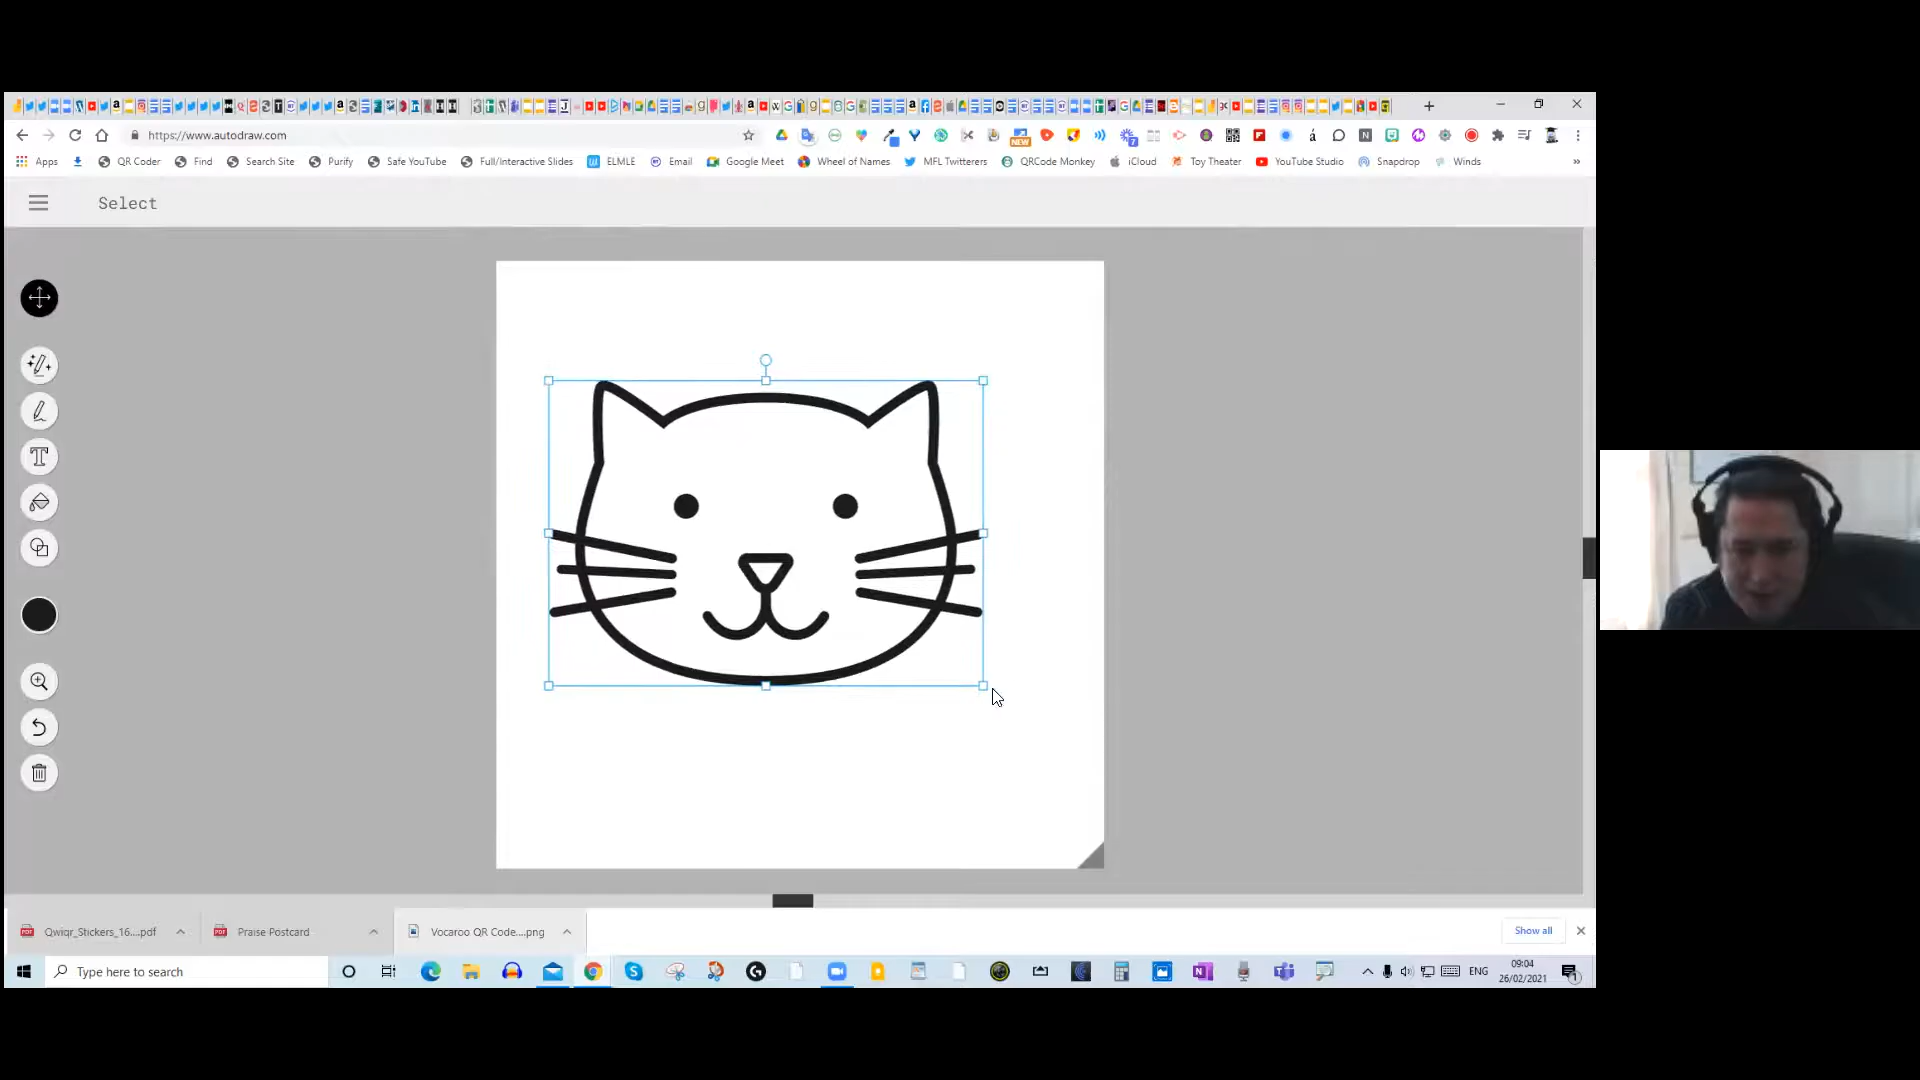 https://www.autodraw.com
Apps QR Coder Find Search Site Purify Safe YouTube Full/Interactive Slides ELMLE Email Google Meet Wheel of Names MFL Twitterers QRCode Monkey iCloud Toy Theater YouTube Studio Snapdrop Winds
Select
Qwiqr_Stickers_16....pdf Praise Postcard Vocaroo QR Code....png Show all
Type here to search
ENG
09:04
26/02/2021